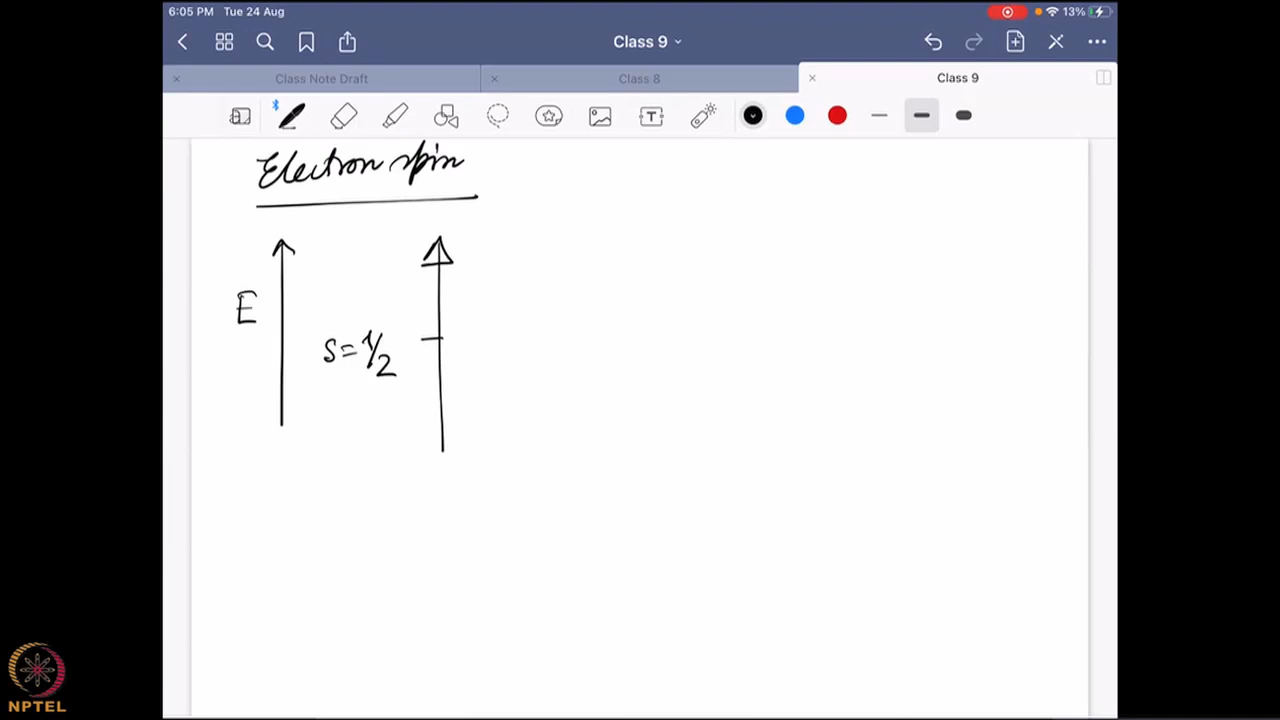 6:05 PM Tue 24 Aug
13%
Class 9
Class Note Draft
Class 8
Class 9
T
Electron spin
E
S=1/2
NPTEL